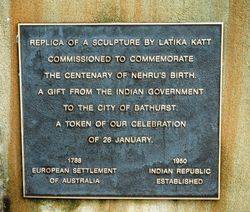 REPLICA OF A SCULPTURE BY LATIKA KATT
COMMISSIONED TO COMMEMORATE
THE CENTENARY OF NEHRU'S BIRTH.
A GIFT FROM THE INDIAN GOVERNMENT
TO THE CITY OF BATHURST.
A TOKEN OF OUR CELEBRATION
OF 26 JANUARY.
1788
EUROPEAN SETTLEMENT
OF AUSTRALIA
1950
INDIAN REPUBLIC
ESTABLISHED